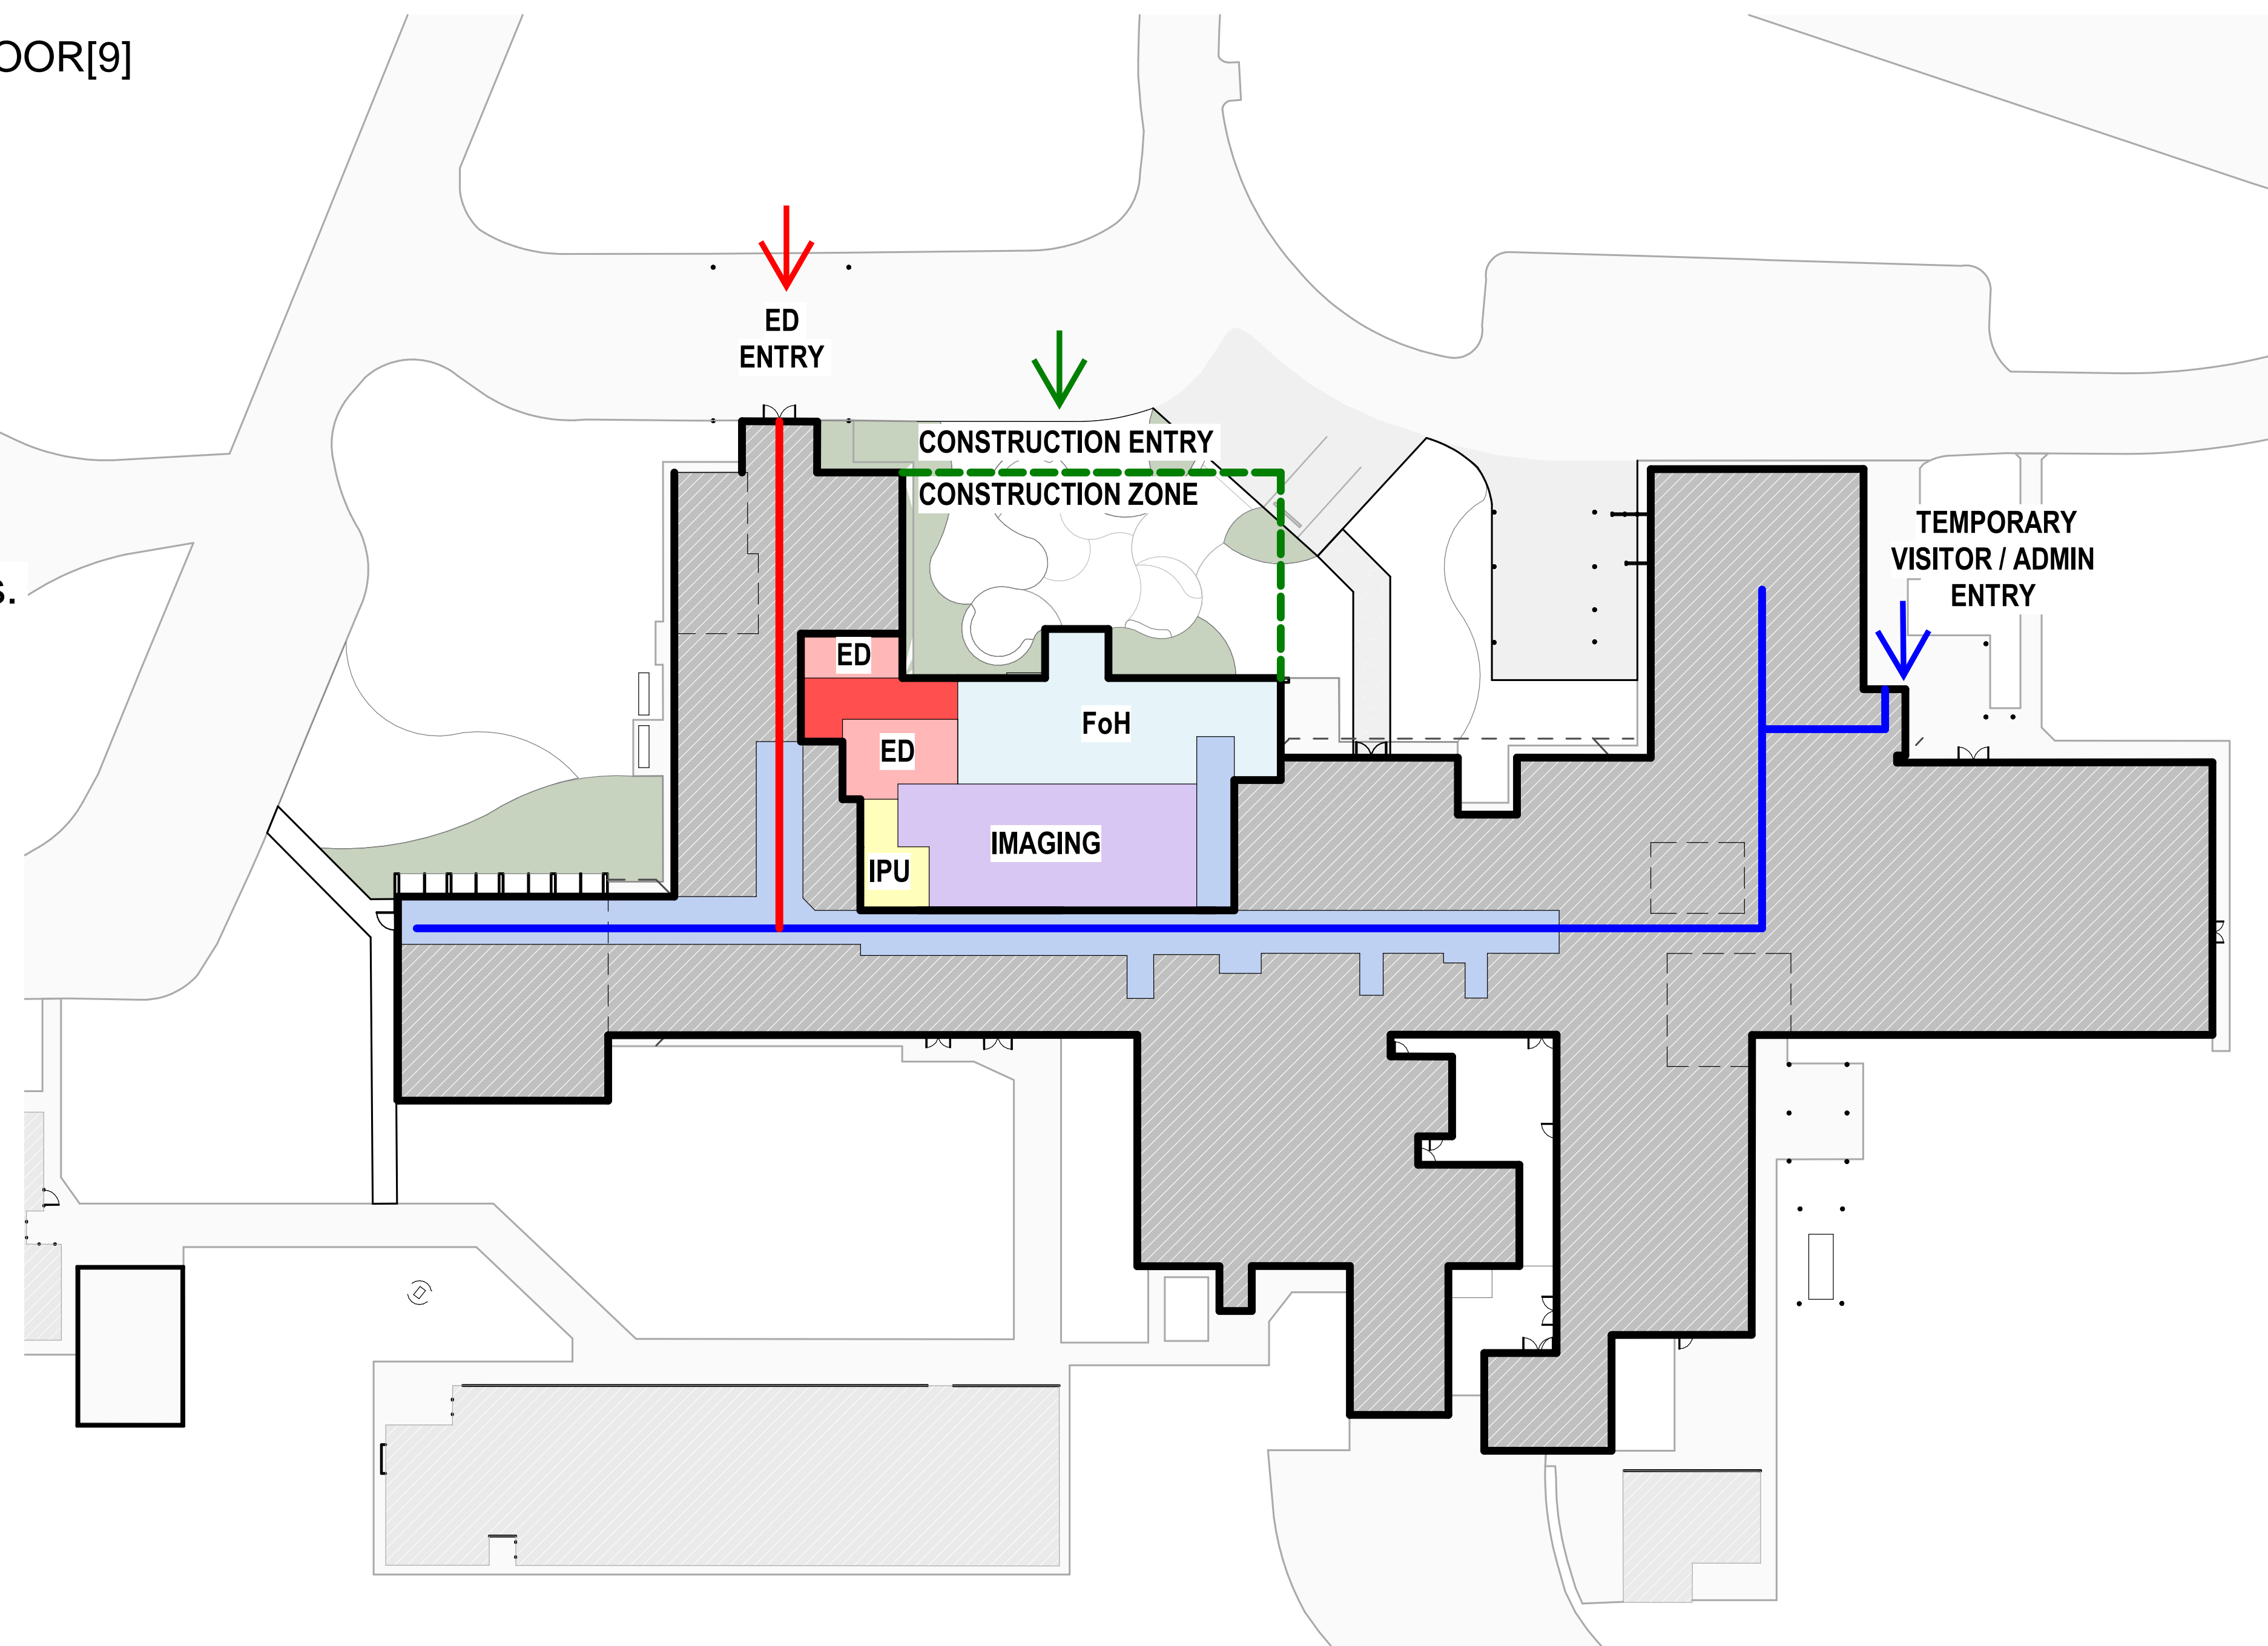 OOR[9]
ED
ENTRY
CONSTRUCTION ENTRY
CONSTRUCTION ZONE
s.
TEMPORARY
VISITOR / ADMIN
ENTRY
ED
FoH
ED
IMAGING
IPU